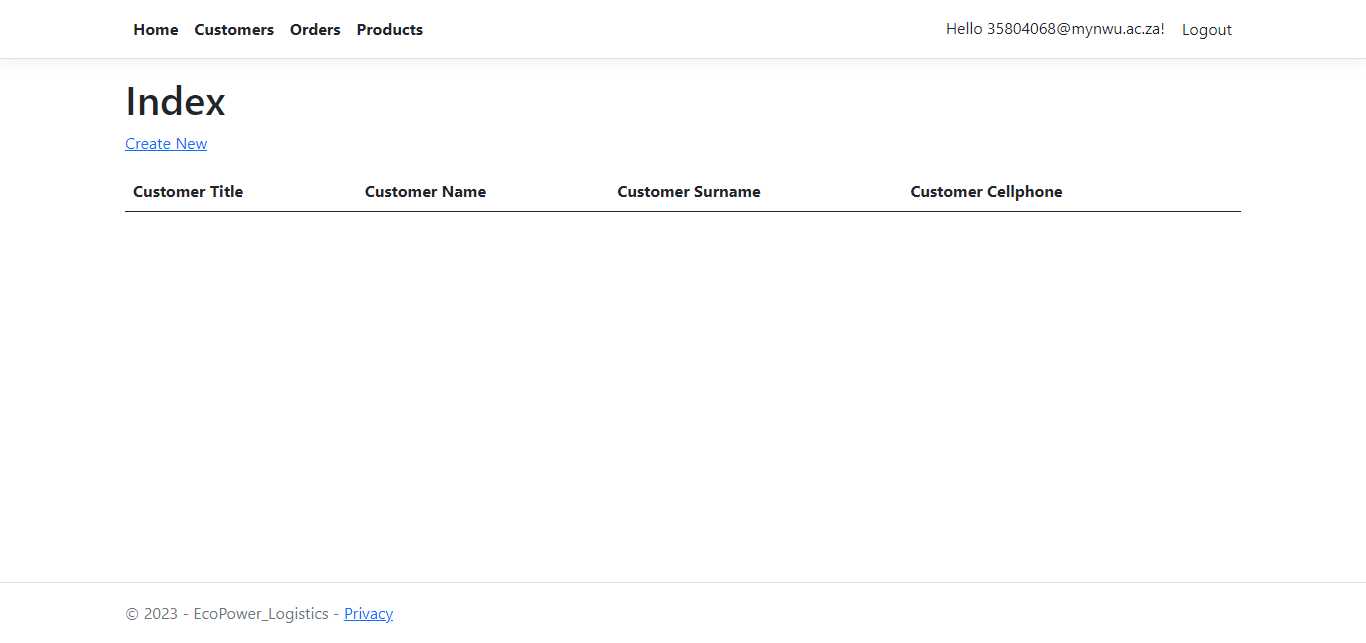 Home Customers Orders Products Hello 35804068@mynwu.ac.za! Logout
Index
Create New
Customer Title Customer Name Customer Surname Customer Cellphone
© 2023 - EcoPower_Logistics - Privacy